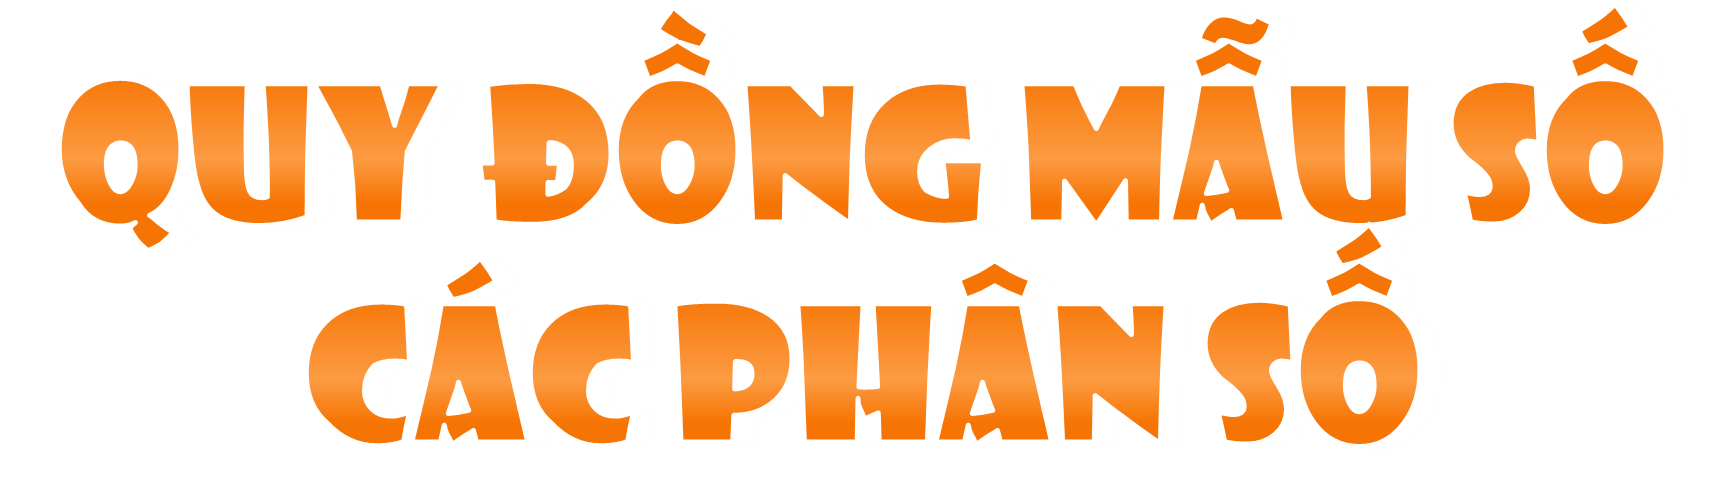 QUY ĐỒNG MẪU SỐ
CÁC PHÂN SỐ